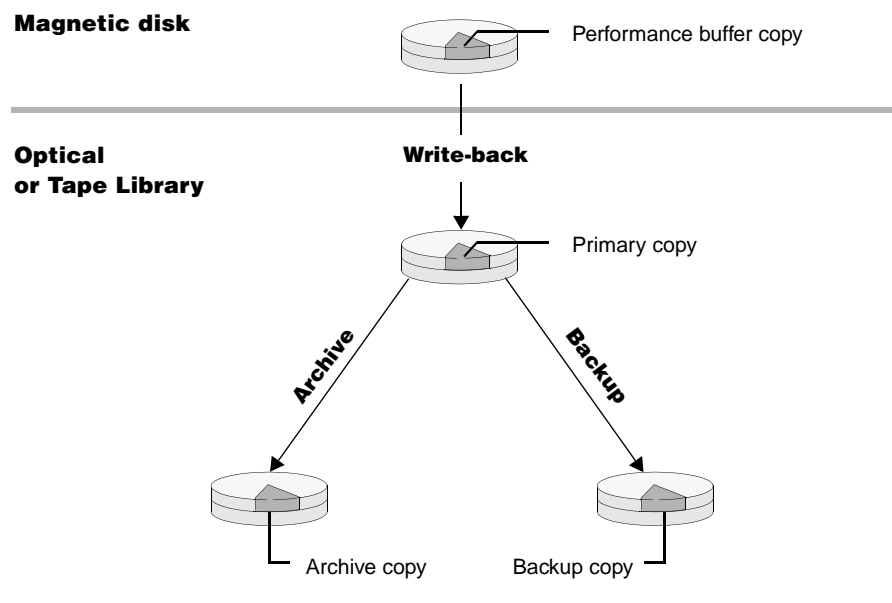 Magnetic disk
Performance buffer copy
Optical
or Tape Library
Write-back
Primary copy
Archive
Backup
Archive copy
Backup copy